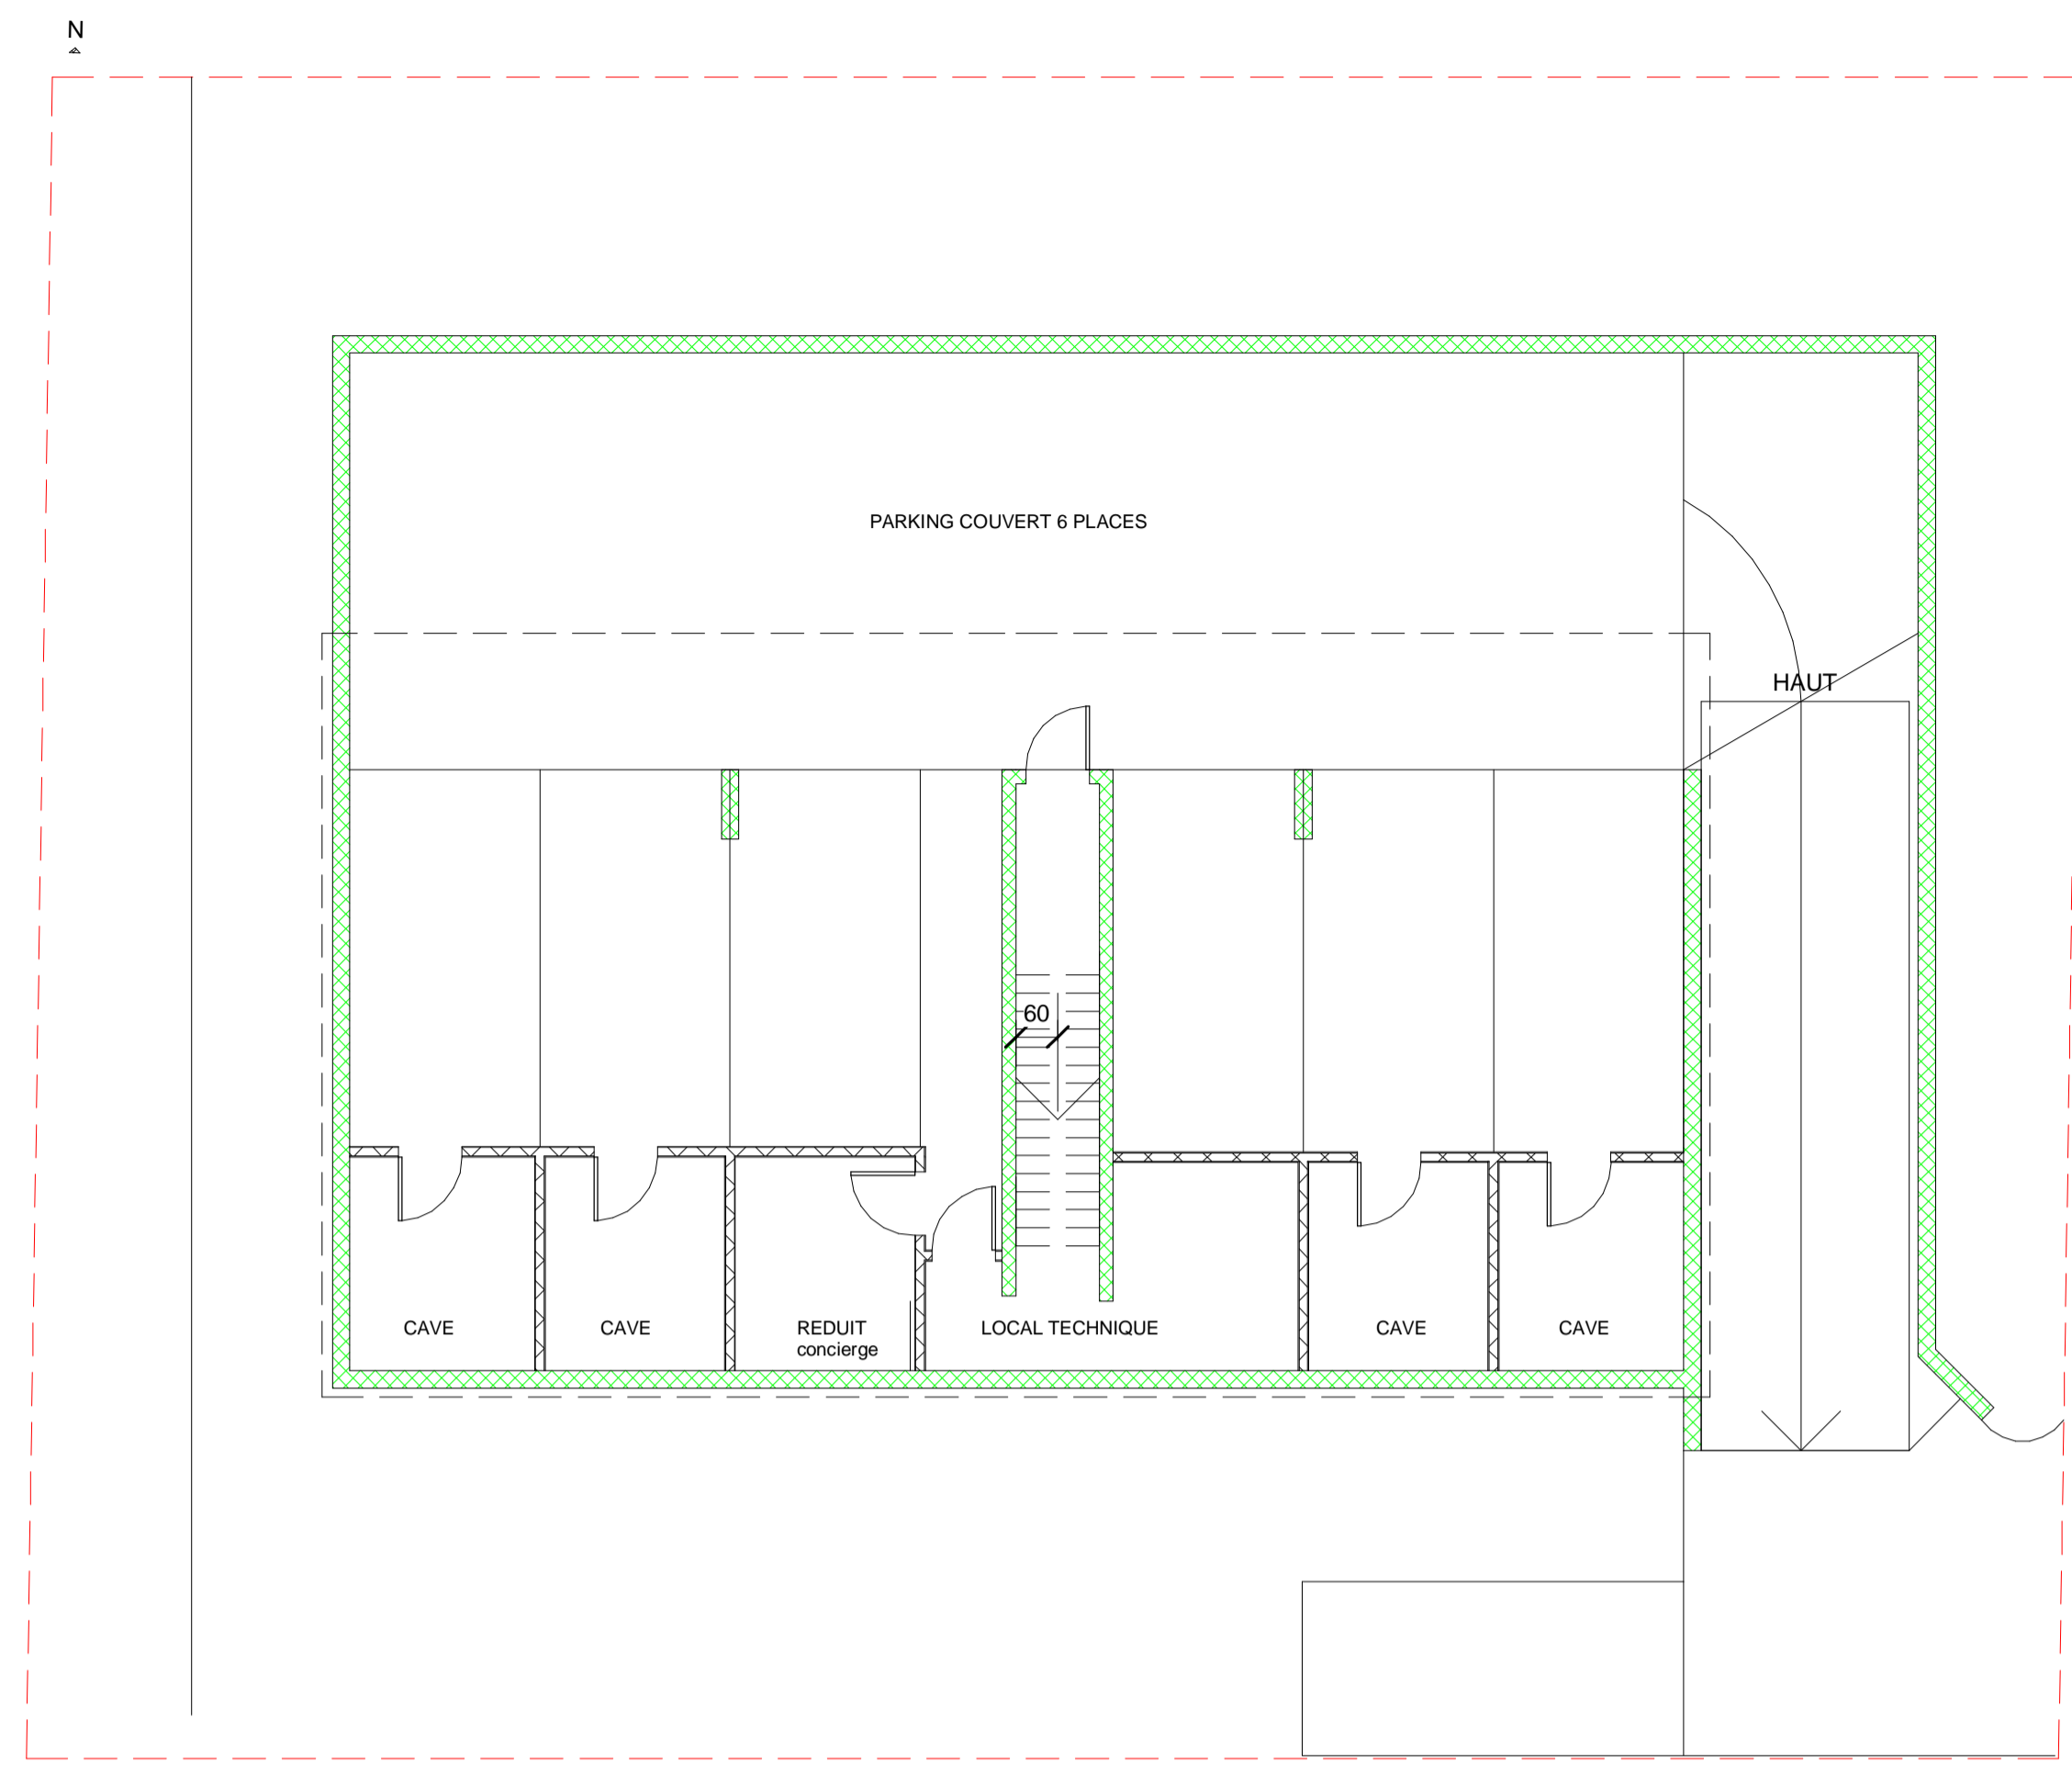 N
PARKING COUVERT 6 PLACES
HAUT
60
CAVE
CAVE
REDUIT
concierge
LOCAL TECHNIQUE
CAVE
CAVE